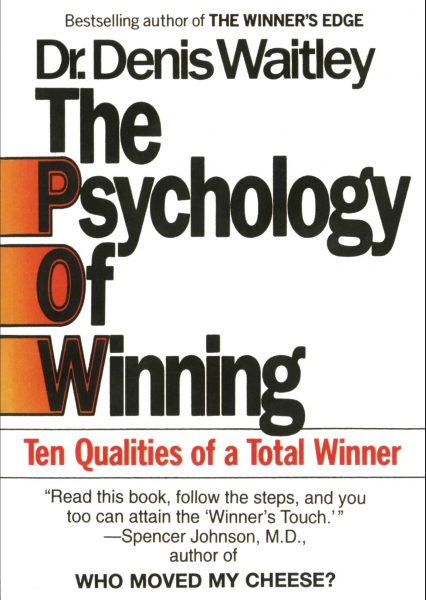 Bestselling author of THE WINNER'S EDGE
Dr. Denis Waitley
The
Psychology
Of
Winning
Ten Qualities of a Total Winner
“Read this book, follow the steps, and you
too can attain the ‘Winner’s Touch.’”
—Spencer Johnson, M.D.,
author of
WHO MOVED MY CHEESE?